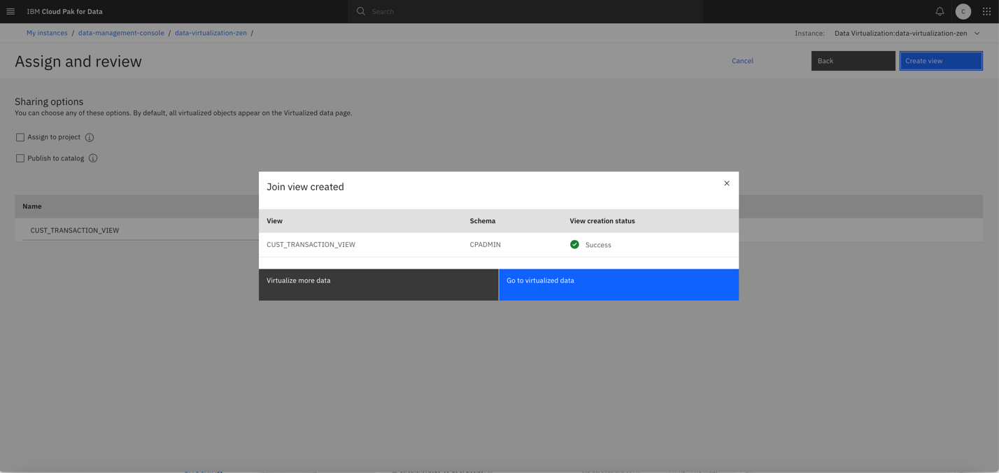 IBM Cloud Pak for Data
Search
C
My instances / data-management-console / data-virtualization-zen /
Instance: Data Virtualization:data-virtualization-zen
Assign and review
Cancel
Back
Create view
Sharing options
You can choose any of these options. By default, all virtualized objects appear on the Virtualized data page.
Assign to project
Publish to catalog
Name
CUST_TRANSACTION_VIEW
Join view created
View Schema View creation status
CUST_TRANSACTION_VIEW CPADMIN Success
Virtualize more data
Go to virtualized data